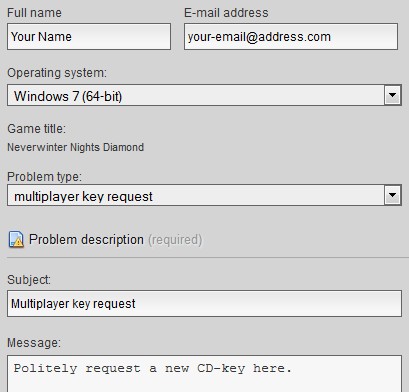 Full name E-mail address
Your Name your-email@address.com
Operating system:
Windows 7 (64-bit)
Game title:
Neverwinter Nights Diamond
Problem type:
multiplayer key request
Problem description (required)
Subject:
Multiplayer key request
Message:
Politely request a new CD-key here.